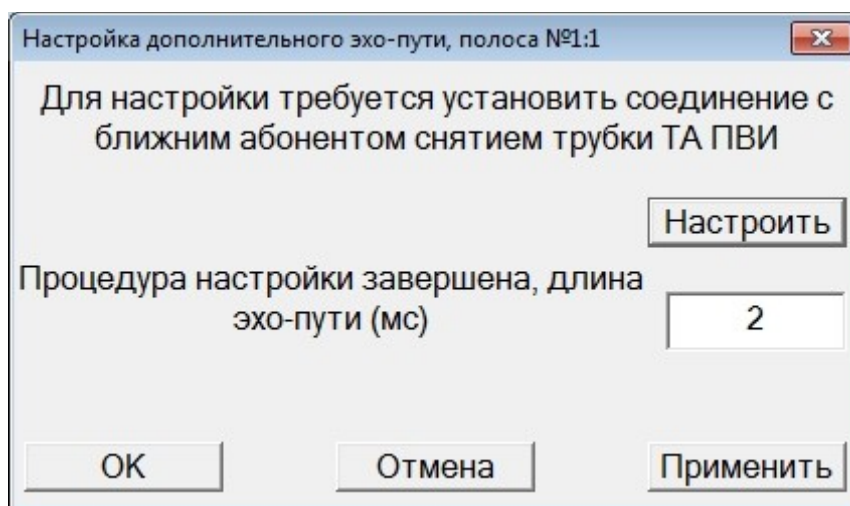 Настройка дополнительного эхо-пути, полоса №1:1
Для настройки требуется установить соединение с
ближним абонентом снятием трубки ТА ПВИ
Настроить
Процедура настройки завершена, длина
эхо-пути (мс)
2
OK
Отмена
Применить